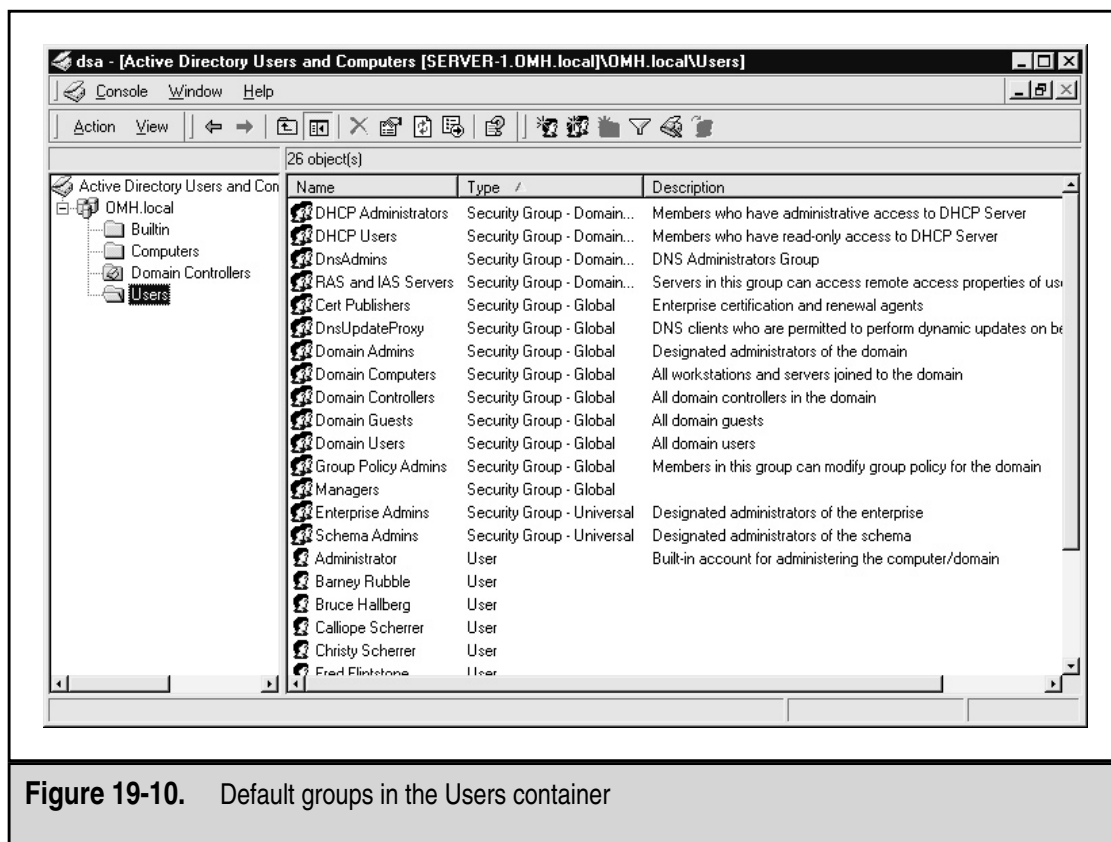 dsa - [Active Directory Users and Computers [SERVER-1.OMH.local]\OMH.local\Users]
Console Window Help
Action View
26 object(s)
Active Directory Users and Con
OMH.local
Builtin
Computers
Domain Controllers
Users
Name Type Description
DHCP Administrators Security Group - Domain... Members who have administrative access to DHCP Server
DHCP Users Security Group - Domain... Members who have read-only access to DHCP Server
DnsAdmins Security Group - Domain... DNS Administrators Group
RAS and IAS Servers Security Group - Domain... Servers in this group can access remote access properties of
Cert Publishers Security Group - Global Enterprise certification and renewal agents
DnsUpdateProxy Security Group - Global DNS clients who are permitted to perform dynamic updates on
Domain Admins Security Group - Global Designated administrators of the domain
Domain Computers Security Group - Global All workstations and servers joined to the domain
Domain Controllers Security Group - Global All domain controllers in the domain
Domain Guests Security Group - Global All domain guests
Domain Users Security Group - Global All domain users
Group Policy Admins Security Group - Global Members in this group can modify group policy for the domain
Managers Security Group - Global
Enterprise Admins Security Group - Universal Designated administrators of the enterprise
Schema Admins Security Group - Universal Designated administrators of the schema
Administrator User Built-in account for administering the computer/domain
Barney Rubble User
Bruce Hallberg User
Calliope Scherrer User
Christy Scherrer User
Fred Flintstone User
Figure 19-10. Default groups in the Users container